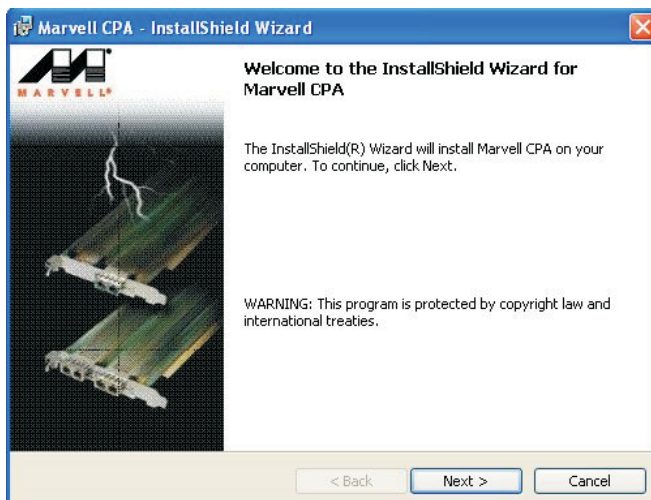 Marvell CPA - InstallShield Wizard
MARVELL®
Welcome to the InstallShield Wizard for
Marvell CPA
The InstallShield(R) Wizard will install Marvell CPA on your
computer. To continue, click Next.
WARNING: This program is protected by copyright law and
international treaties.
< Back
Next >
Cancel